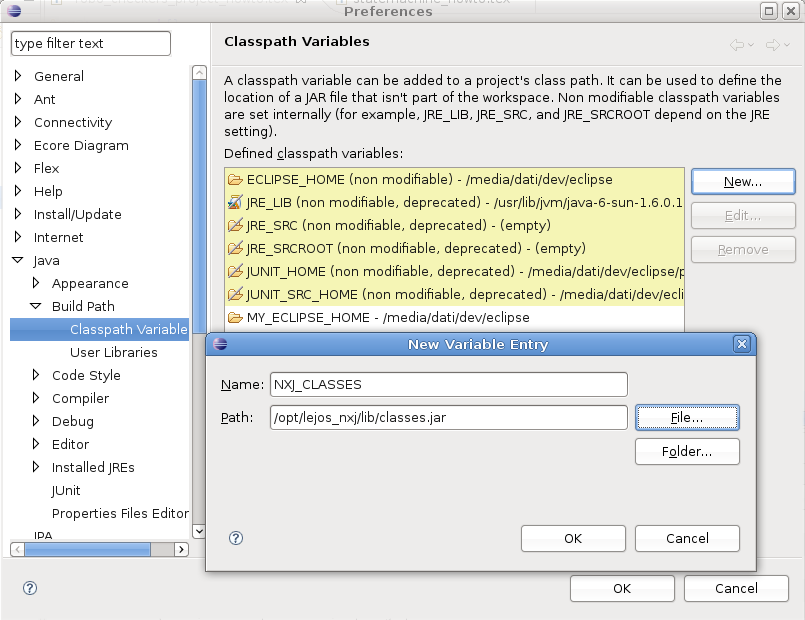 Preferences
type filter text
General
Ant
Connectivity
Ecore Diagram
Flex
Help
Install/Update
Internet
Java
Appearance
Build Path
Classpath Variable
User Libraries
Code Style
Compiler
Debug
Editor
Installed JREs
JUnit
Properties Files Editor
JPA
Classpath Variables
A classpath variable can be added to a project's class path. It can be used to define the
location of a JAR file that isn't part of the workspace. Non modifiable classpath variables
are set internally (for example, JRE_LIB, JRE_SRC, and JRE_SRCROOT depend on the JRE
setting).
Defined classpath variables:
ECLIPSE_HOME (non modifiable) - /media/dati/dev/eclipse
JRE_LIB (non modifiable, deprecated) - /usr/lib/jvm/java-6-sun-1.6.0.1
JRE_SRC (non modifiable, deprecated) - (empty)
JRE_SRCROOT (non modifiable, deprecated) - (empty)
JUNIT_HOME (non modifiable, deprecated) - /media/dati/dev/eclipse/p
JUNIT_SRC_HOME (non modifiable, deprecated) - /media/dati/dev/ecli
MY_ECLIPSE_HOME - /media/dati/dev/eclipse
New...
Edit...
Remove
New Variable Entry
Name: NXJ_CLASSES
Path: /opt/lejos_nxj/lib/classes.jar
File...
Folder...
OK
Cancel
OK
Cancel